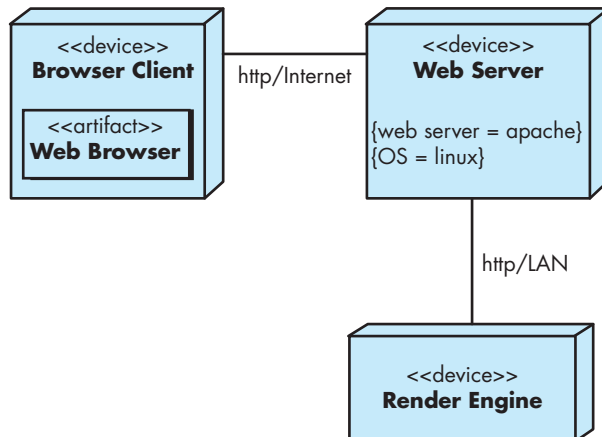 <<device>>
Browser Client
<<artifact>>
Web Browser
http/Internet
<<device>>
Web Server
{web server = apache}
{OS = linux}
http/LAN
<<device>>
Render Engine